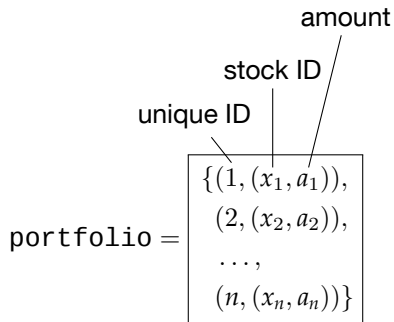 amount
stock ID
unique ID
{(1, (x₁, a₁)),
(2, (x₂, a₂)),
portfolio =
. . . ,
(n, (xₙ, aₙ))}